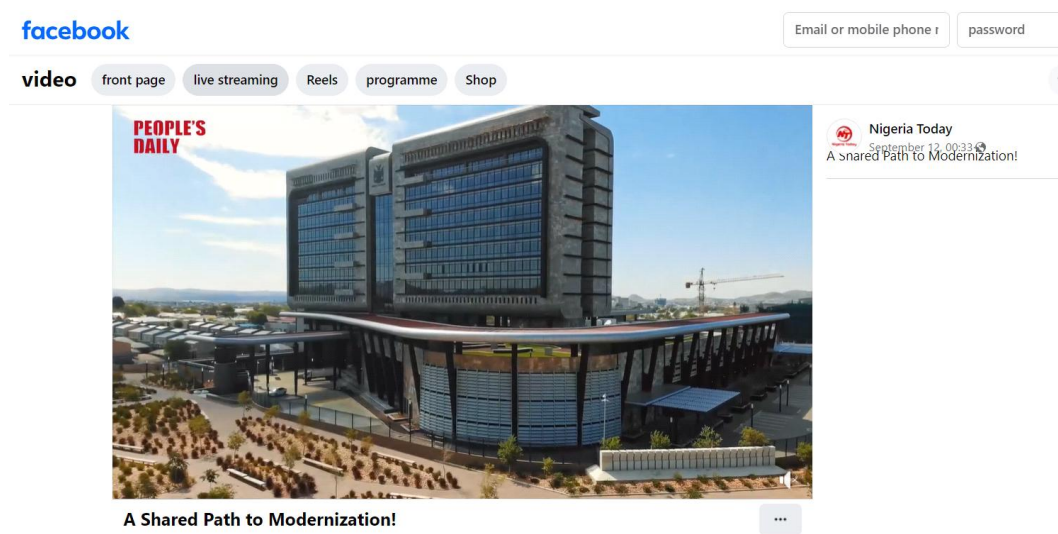 facebook
Email or mobile phone r
password
video
front page
live streaming
Reels
programme
Shop
PEOPLE'S
DAILY
Nigeria Today
September 12, 00:33
A Shared Path to Modernization!
A Shared Path to Modernization!
...